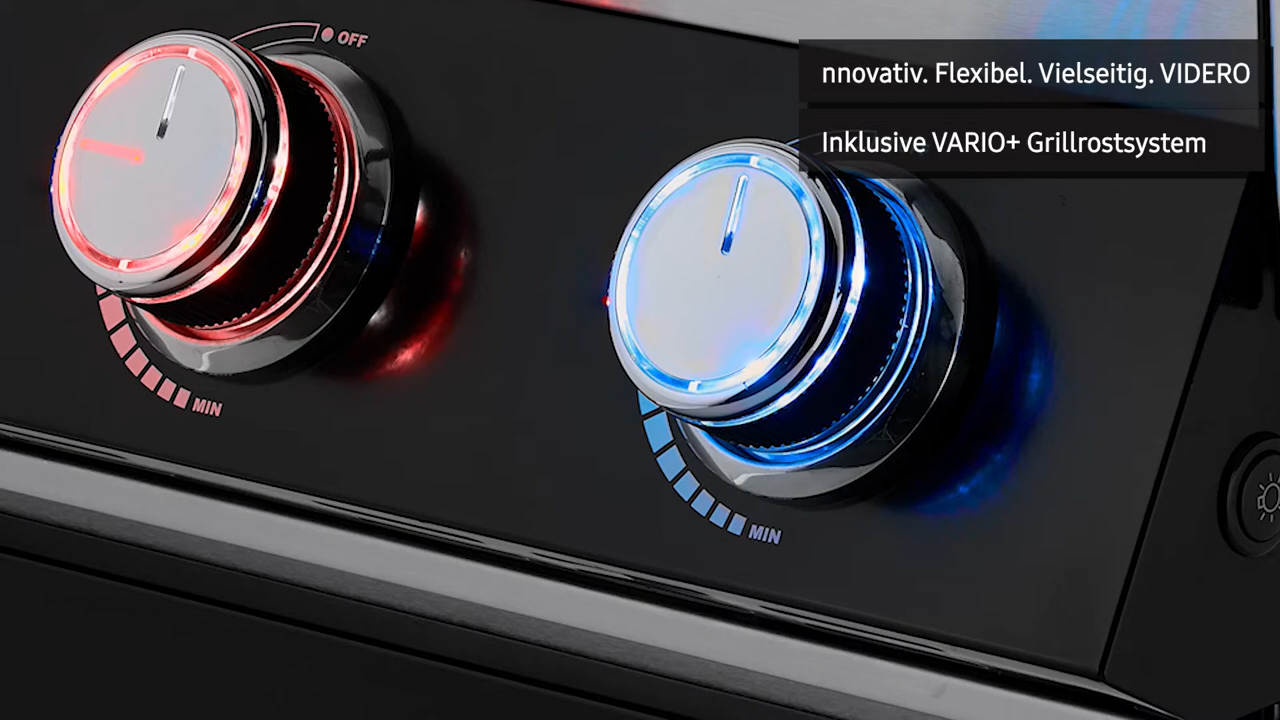 OFF
nnovativ. Flexibel. Vielseitig. VIDERO
Inklusive VARIO+ Grillrostsystem
MIN
MIN